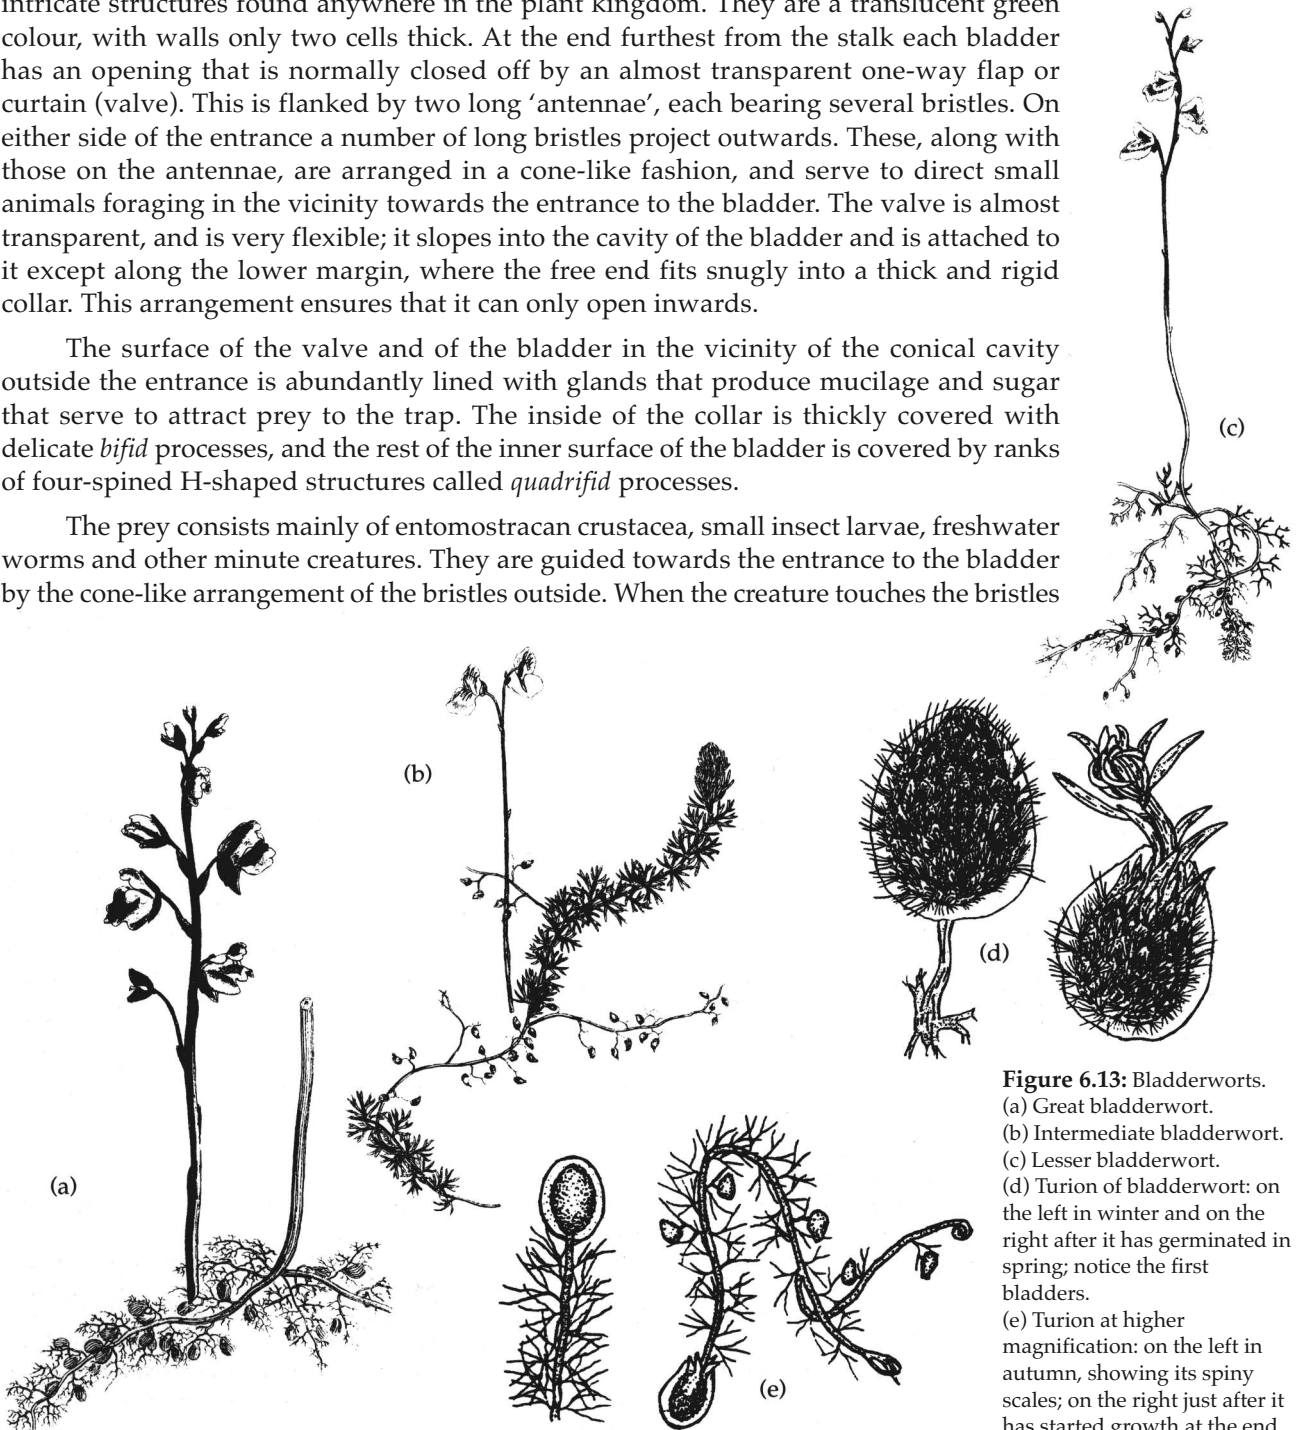 intricate structures found anywhere in the plant kingdom. They are a translucent green
colour, with walls only two cells thick. At the end furthest from the stalk each bladder
has an opening that is normally closed off by an almost transparent one-way flap or
curtain (valve). This is flanked by two long ‘antennae’, each bearing several bristles. On
either side of the entrance a number of long bristles project outwards. These, along with
those on the antennae, are arranged in a cone-like fashion, and serve to direct small
animals foraging in the vicinity towards the entrance to the bladder. The valve is almost
transparent, and is very flexible; it slopes into the cavity of the bladder and is attached to
it except along the lower margin, where the free end fits snugly into a thick and rigid
collar. This arrangement ensures that it can only open inwards.
The surface of the valve and of the bladder in the vicinity of the conical cavity
outside the entrance is abundantly lined with glands that produce mucilage and sugar
that serve to attract prey to the trap. The inside of the collar is thickly covered with
delicate bifid processes, and the rest of the inner surface of the bladder is covered by ranks
of four-spined H-shaped structures called quadrifid processes.
The prey consists mainly of entomostracan crustacea, small insect larvae, freshwater
worms and other minute creatures. They are guided towards the entrance to the bladder
by the cone-like arrangement of the bristles outside. When the creature touches the bristles
(c)
(b)
(d)
(a)
(e)
Figure 6.13: Bladderworts.
(a) Great bladderwort.
(b) Intermediate bladderwort.
(c) Lesser bladderwort.
(d) Turion of bladderwort: on
the left in winter and on the
right after it has germinated in
spring; notice the first
bladders.
(e) Turion at higher
magnification: on the left in
autumn, showing its spiny
scales; on the right just after it
has started growth at the end